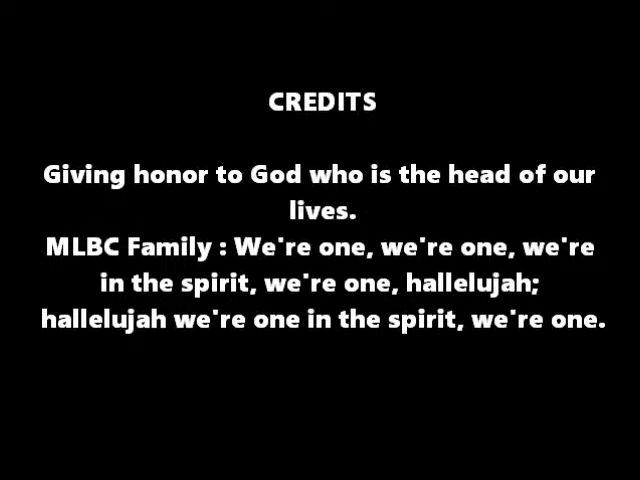 CREDITS
Giving honor to God who is the head of our
lives.
MLBC Family : We're one, we're one, we're
in the spirit, we're one, hallelujah;
hallelujah we're one in the spirit, we're one.